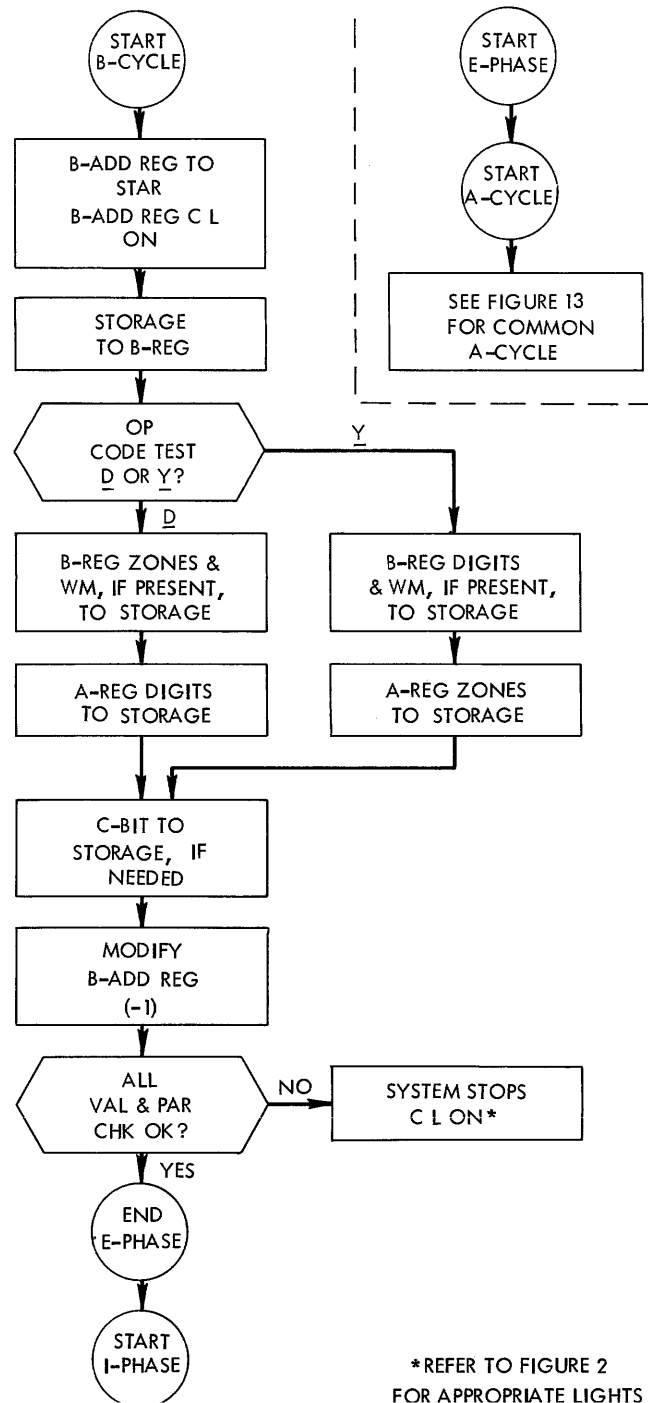 START
B-CYCLE
B-ADD REG TO
STAR
B-ADD REG C L
ON
STORAGE
TO B-REG
OP
CODE TEST
D OR Y?
Y
D
B-REG ZONES &
WM, IF PRESENT,
TO STORAGE
A-REG DIGITS
TO STORAGE
B-REG DIGITS
& WM, IF PRESENT,
TO STORAGE
A-REG ZONES
TO STORAGE
C-BIT TO
STORAGE, IF
NEEDED
MODIFY
B-ADD REG
(-1)
ALL
VAL & PAR
CHK OK?
NO
SYSTEM STOPS
C L ON*
YES
END
E-PHASE
START
I-PHASE
START
E-PHASE
START
A-CYCLE
SEE FIGURE 13
FOR COMMON
A-CYCLE
*REFER TO FIGURE 2
FOR APPROPRIATE LIGHTS